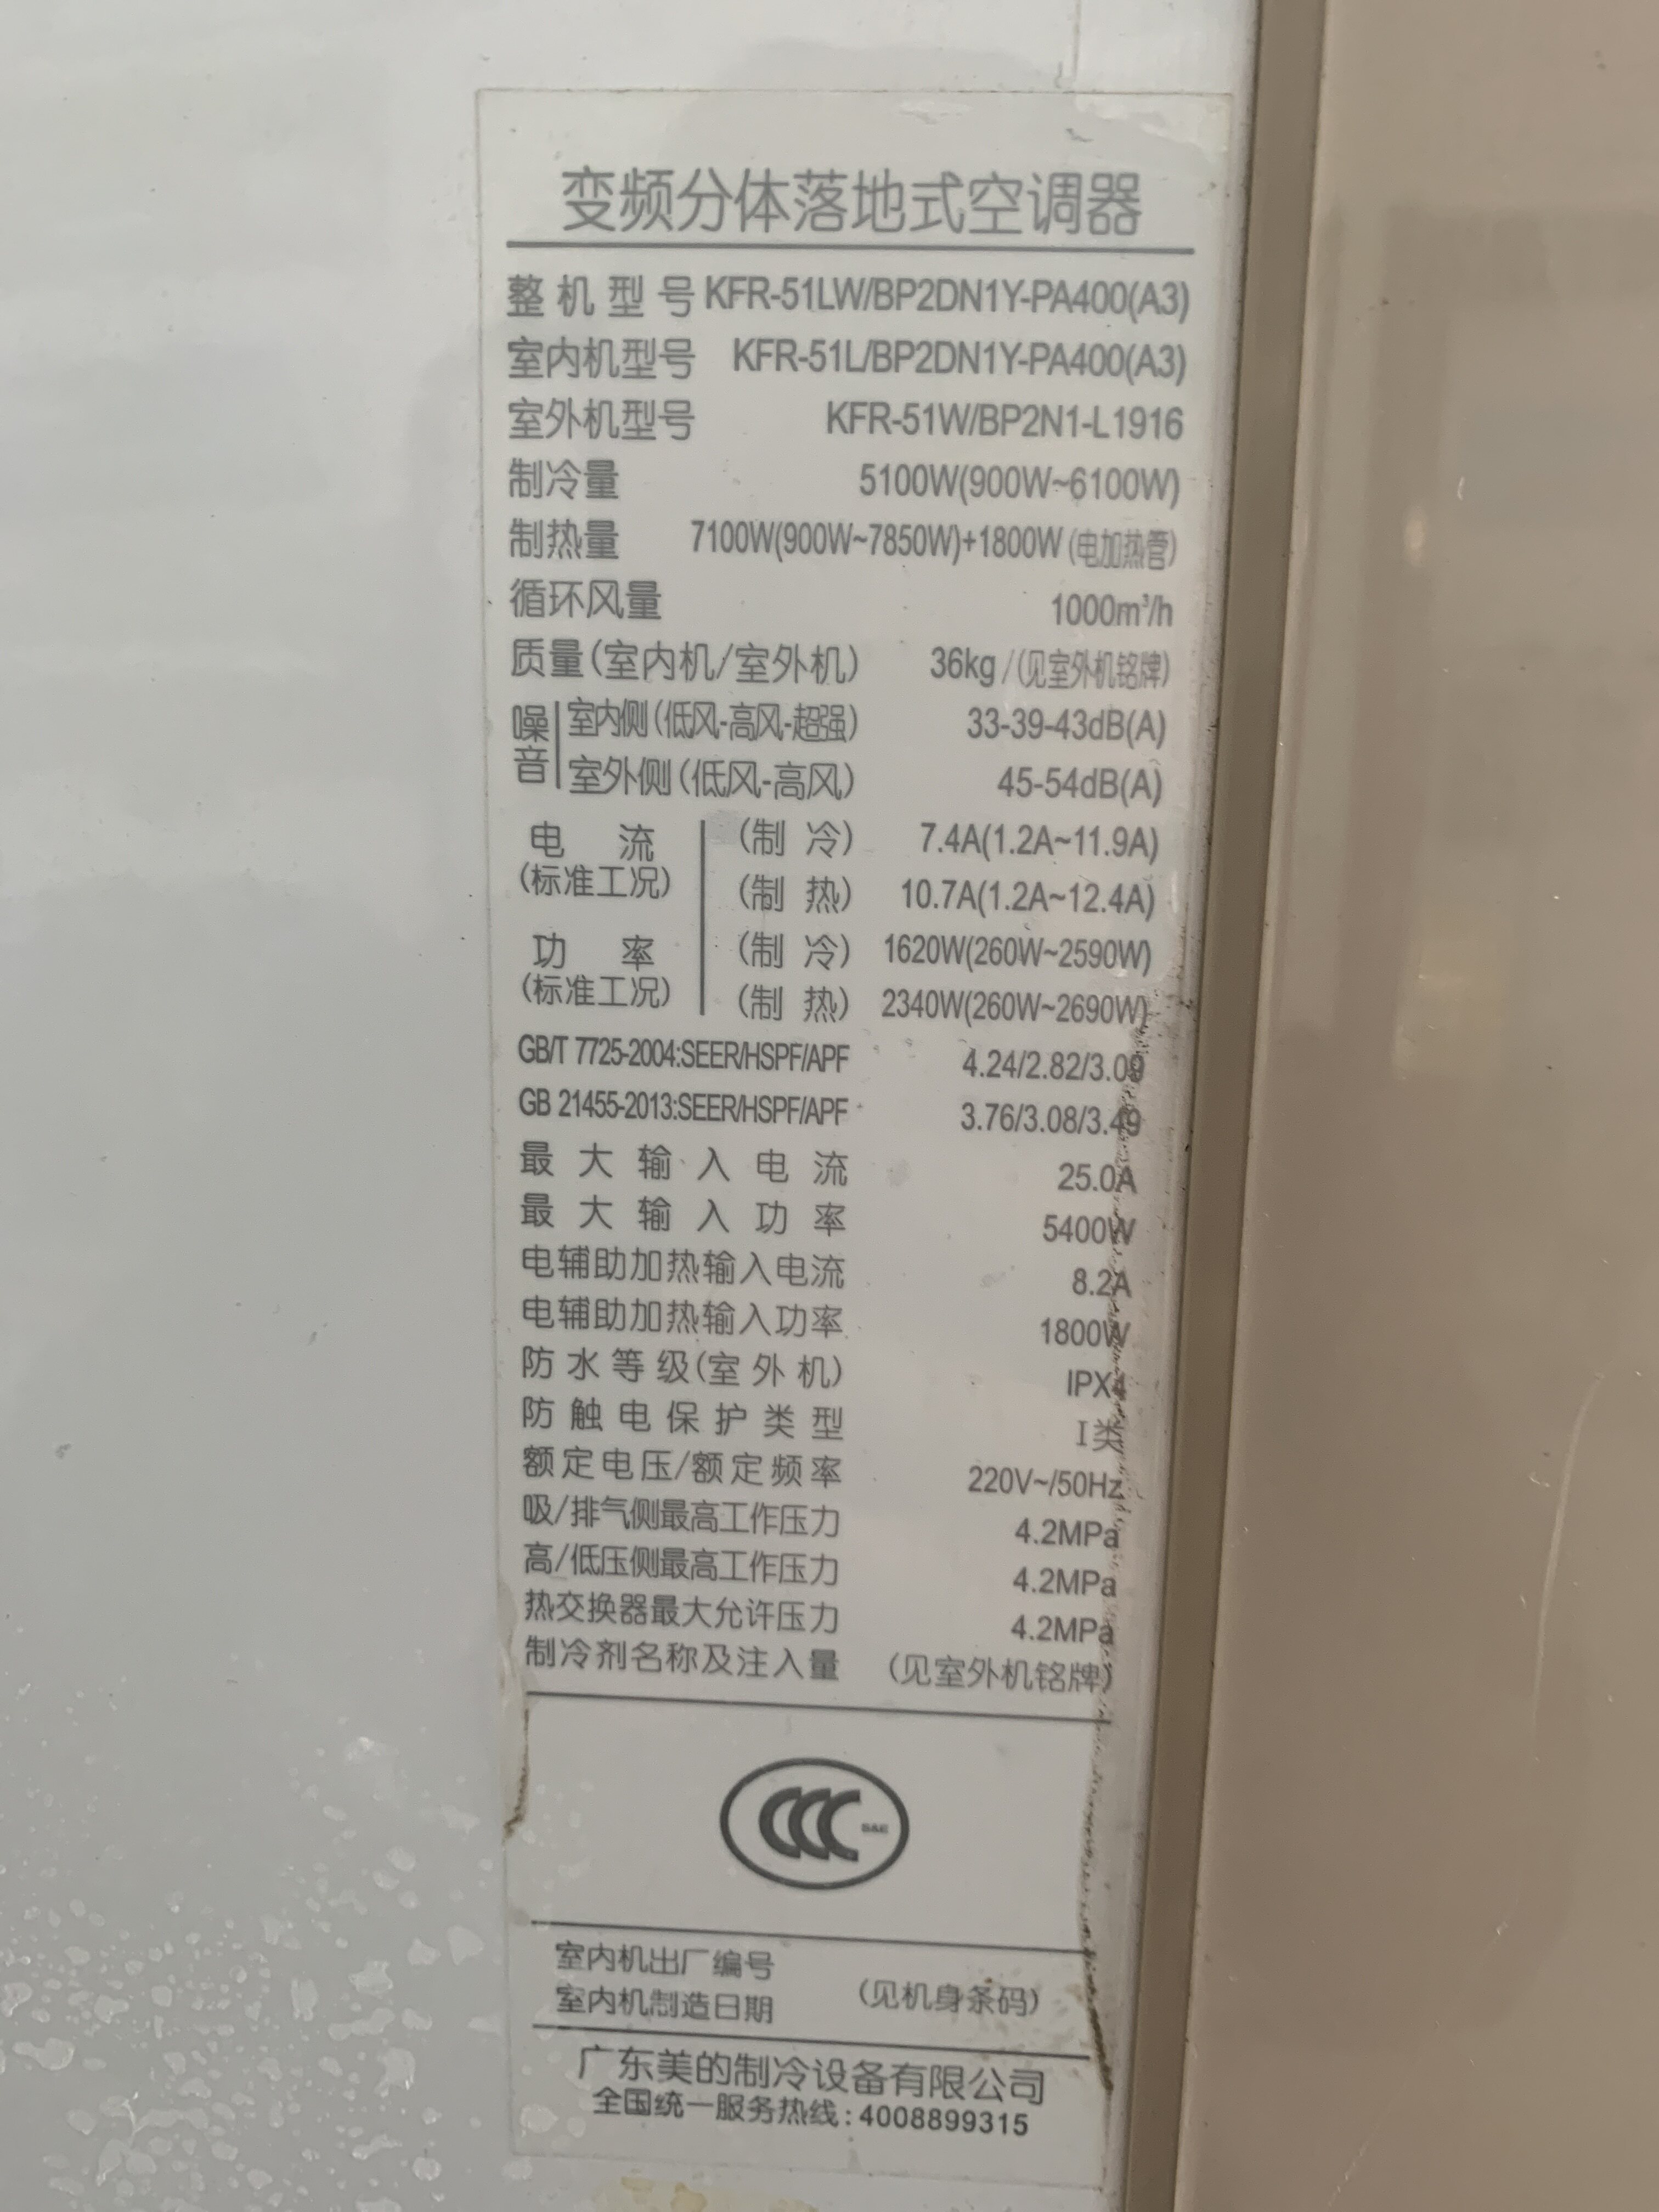 变频分体落地式空调器
整机型号 KFR-51LW/BP2DN1Y-PA400(A3)
室内机型号 KFR-51L/BP2DN1Y-PA400(A3)
室外机型号 KFR-51W/BP2N1-L1916
制冷量 5100W(900W~6100W)
制热量 7100W(900W~7850W)+1800W(电加热管)
循环风量 1000m³/h
质量(室内机/室外机) 36kg/(见室外机铭牌)
噪音 室内侧(低风-高风-超强) 33-39-43dB(A)
室外侧(低风-高风) 45-54dB(A)
电流(标准工况) (制冷) 7.4A(1.2A~11.9A)
(制热) 10.7A(1.2A~12.4A)
功率(标准工况) (制冷) 1620W(260W~2590W)
(制热) 2340W(260W~2690W)
GB/T 7725-2004:SEER/HSPF/APF 4.24/2.82/3.09
GB 21455-2013:SEER/HSPF/APF 3.76/3.08/3.49
最大输入电流 25.0A
最大输入功率 5400W
电辅助加热输入电流 8.2A
电辅助加热输入功率 1800W
防水等级(室外机) IPX4
防触电保护类型 I类
额定电压/额定频率 220V~/50Hz
吸/排气侧最高工作压力 4.2MPa
高/低压侧最高工作压力 4.2MPa
热交换器最大允许压力 4.2MPa
制冷剂名称及注入量 (见室外机铭牌)
CCC S&E
室内机出厂编号
室内机制造日期 (见机身条码)
广东美的制冷设备有限公司
全国统一服务热线:4008899315